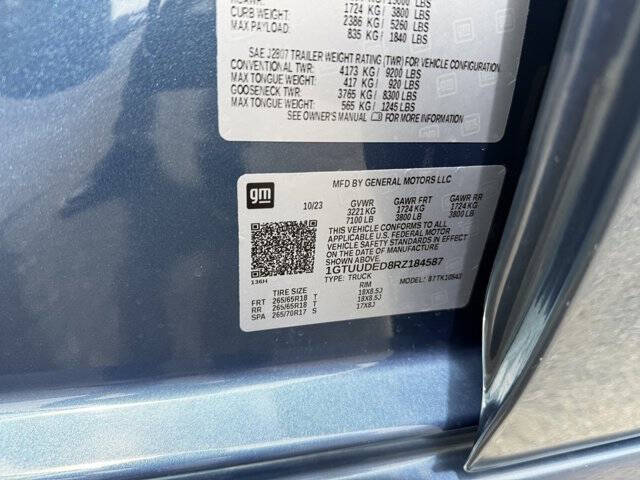 CURB WEIGHT: 1724 KG / 3800 LBS
MAX PAYLOAD: 2386 KG / 5260 LBS
835 KG / 1840 LBS
SAE J2807 TRAILER WEIGHT RATING (TWR) FOR VEHICLE CONFIGURATION
CONVENTIONAL TWR: 4173 KG / 9200 LBS
MAX TONGUE WEIGHT: 417 KG / 920 LBS
GOOSENECK TWR: 3765 KG / 8300 LBS
MAX TONGUE WEIGHT: 565 KG / 1245 LBS
SEE OWNER'S MANUAL FOR MORE INFORMATION
gm
MFD BY GENERAL MOTORS LLC
10/23 GVWR GAWR FRT GAWR RR
3221 KG 1724 KG 1724 KG
7100 LB 3800 LB 3800 LB
THIS VEHICLE CONFORMS TO ALL APPLICABLE
U.S. FEDERAL MOTOR VEHICLE SAFETY
STANDARDS IN EFFECT ON THE DATE OF
MANUFACTURE SHOWN ABOVE.
1GTUUDED8RZ184587
136H
TYPE: TRUCK 87TK10543
TIRE SIZE RIM
FRT 265/65R18 T 18X8.5J
RR 265/65R18 T 18X8.5J
SPA 265/70R17 S 17X8J